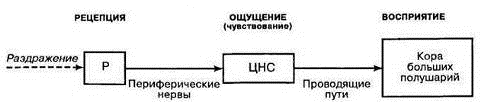 РЕЦЕПЦИЯ
ОЩУЩЕНИЕ
(чувствование)
ВОСПРИЯТИЕ
Раздражение
Р
Периферические
нервы
ЦНС
Проводящие
пути
Кора
больших
полушарий